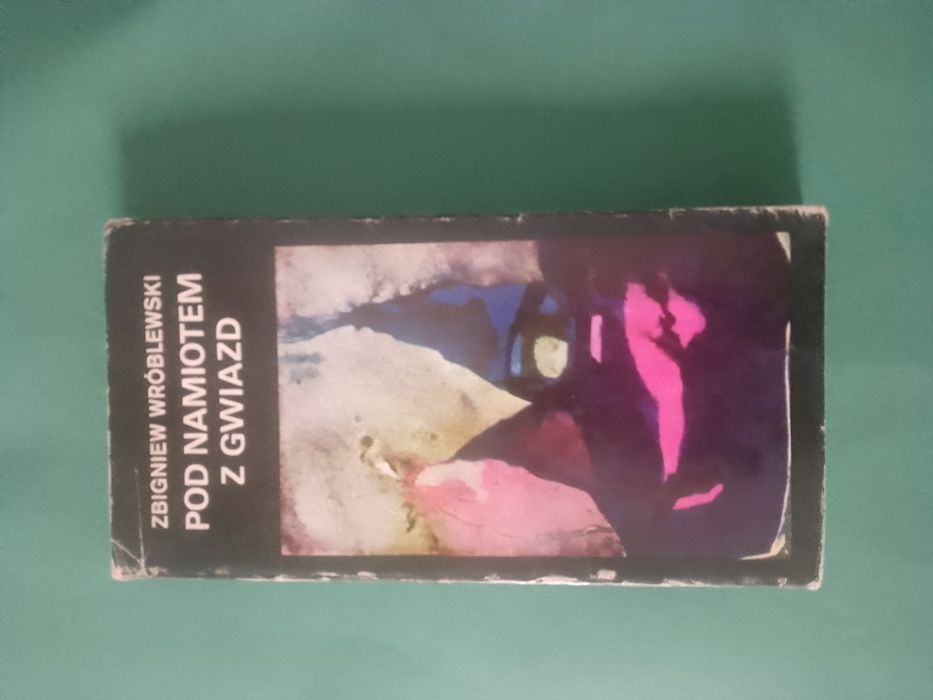 ZBIGNIEW WRÓBLEWSKI
POD NAMIOTEM
Z GWIAZD